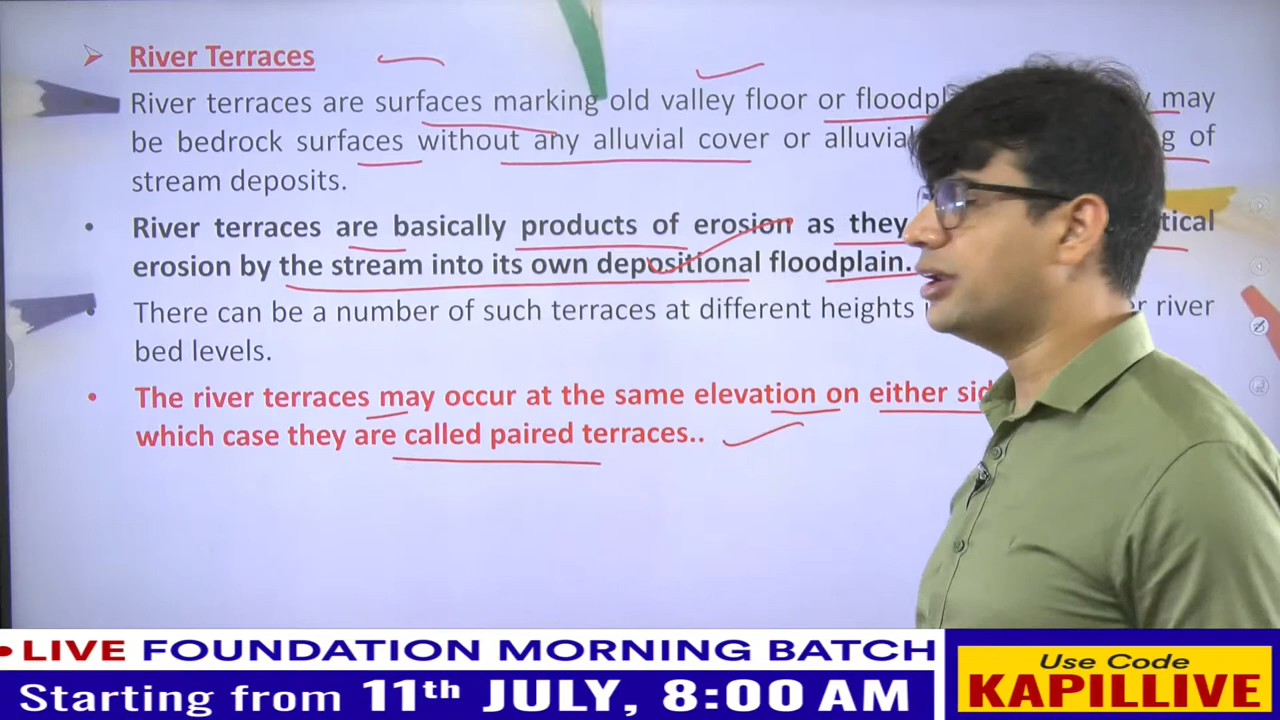 River Terraces
River terraces are surfaces marking old valley floor or floodpl may
be bedrock surfaces without any alluvial cover or alluvial g of
stream deposits.
• River terraces are basically products of erosion as they tical
erosion by the stream into its own depositional floodplain.
• There can be a number of such terraces at different heights r river
bed levels.
• The river terraces may occur at the same elevation on either sid
which case they are called paired terraces..
• LIVE FOUNDATION MORNING BATCH
Starting from 11th JULY, 8:00 AM
Use Code
KAPILLIVE